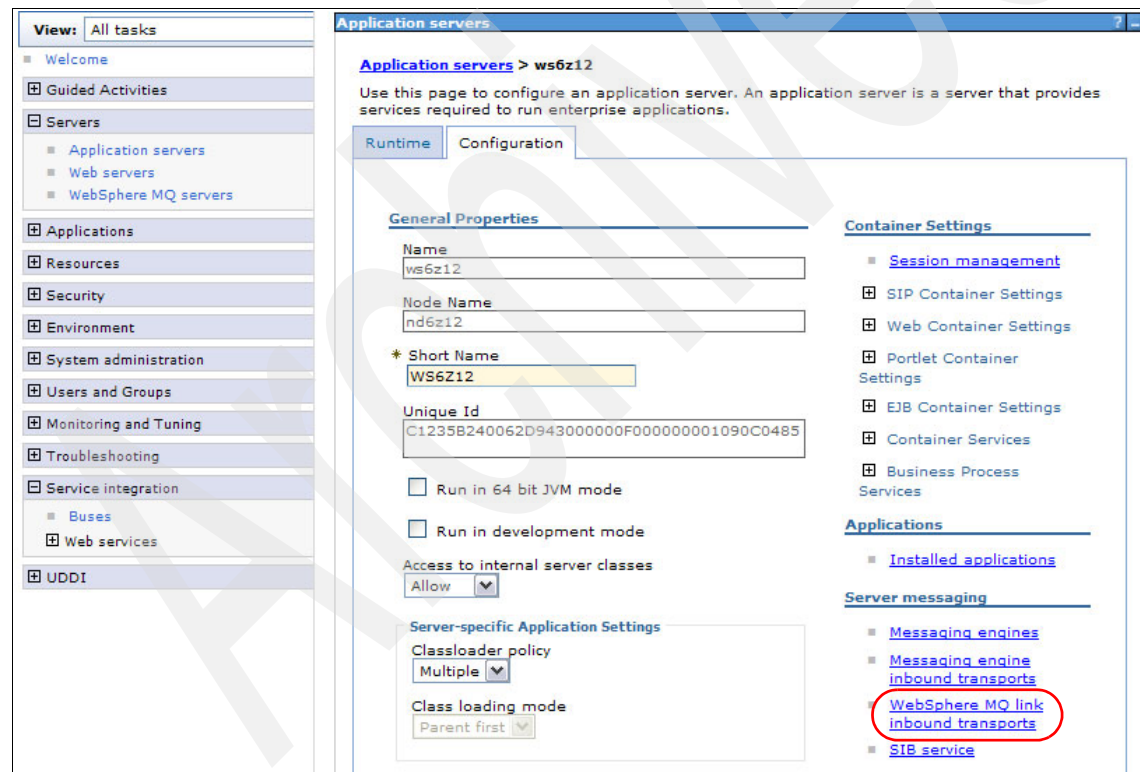 View: All tasks
Welcome
Guided Activities
Servers
Application servers
Web servers
WebSphere MQ servers
Applications
Resources
Security
Environment
System administration
Users and Groups
Monitoring and Tuning
Troubleshooting
Service integration
Buses
Web services
UDDI
Application servers
Application servers > ws6z12
Use this page to configure an application server. An application server is a server that provides
services required to run enterprise applications.
Runtime Configuration
General Properties
Name
ws6z12
Node Name
nd6z12
* Short Name
WS6Z12
Unique Id
C1235B240062D943000000F000000001090C0485
Run in 64 bit JVM mode
Run in development mode
Access to internal server classes
Allow
Server-specific Application Settings
Classloader policy
Multiple
Class loading mode
Parent first
Container Settings
Session management
SIP Container Settings
Web Container Settings
Portlet Container
Settings
EJB Container Settings
Container Services
Business Process
Services
Applications
Installed applications
Server messaging
Messaging engines
Messaging engine
inbound transports
WebSphere MQ link
inbound transports
SIB service